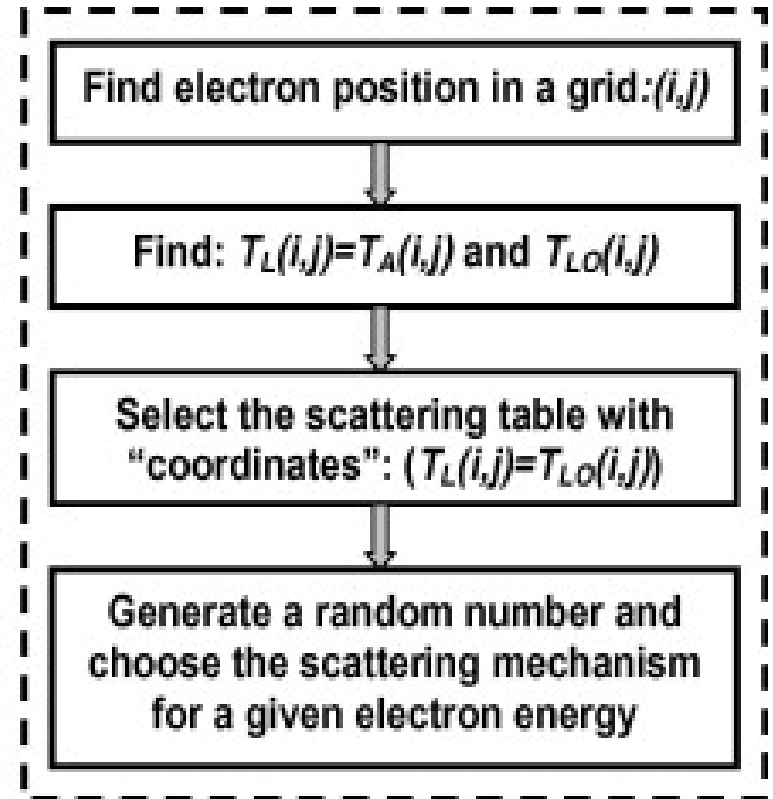 Find electron position in a grid:(i,j)
Find: TL(i,j)=TA(i,j) and TLO(i,j)
Select the scattering table with
“coordinates”: (TL(i,j)=TLO(i,j))
Generate a random number and
choose the scattering mechanism
for a given electron energy